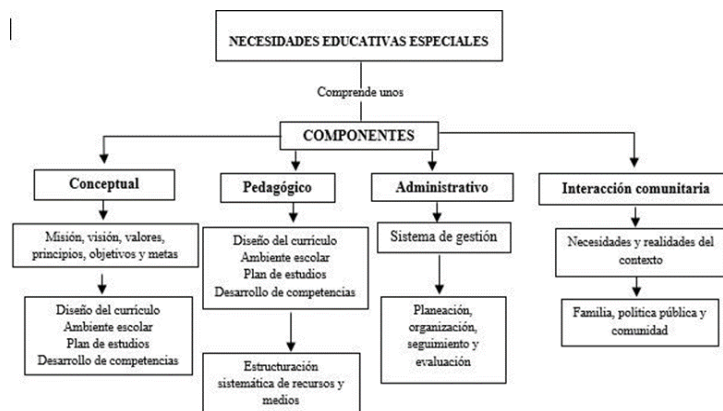 NECESIDADES EDUCATIVAS ESPECIALES
Comprende unos
COMPONENTES
Conceptual
Pedagógico
Administrativo
Interacción comunitaria
Misión, visión, valores,
principios, objetivos y metas
Diseño del currículo
Ambiente escolar
Plan de estudios
Desarrollo de competencias
Sistema de gestión
Necesidades y realidades del
contexto
Diseño del currículo
Ambiente escolar
Plan de estudios
Desarrollo de competencias
Estructuración
sistemática de recursos y
medios
Planeación,
organización,
seguimiento y
evaluación
Familia, política pública y
comunidad